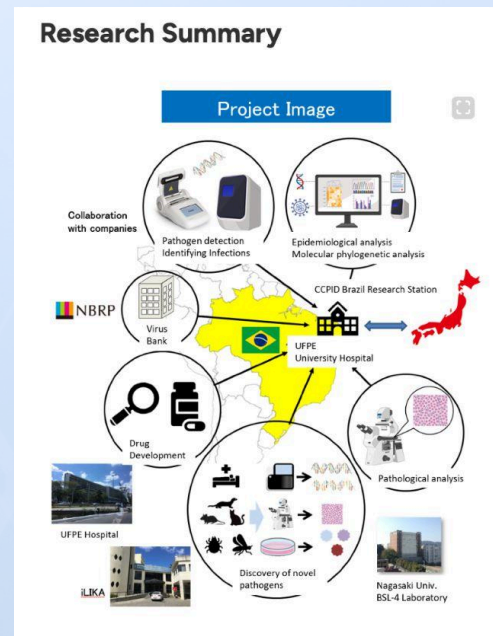 Research Summary
Project Image
Collaboration
with companies
Pathogen detection
Identifying Infections
Epidemiological analysis
Molecular phylogenetic analysis
CCPID Brazil Research Station
NBRP
Virus
Bank
UFPE
University Hospital
Drug
Development
Pathological analysis
UFPE Hospital
Discovery of novel
pathogens
iLIKA
Nagasaki Univ.
BSL-4 Laboratory